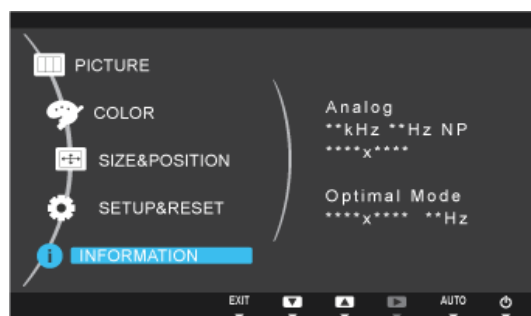 PICTURE
COLOR
SIZE&POSITION
SETUP&RESET
INFORMATION
Analog
**kHz **Hz NP
****x****
Optimal Mode
****x**** **Hz
EXIT
AUTO